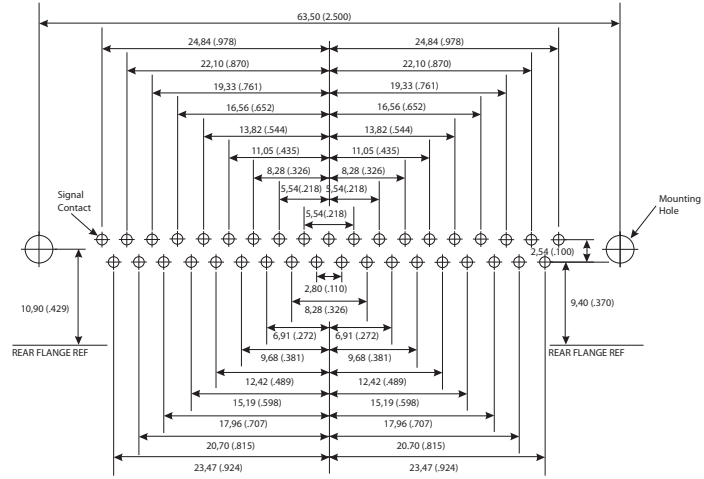 63,50 (2.500)
24,84 (.978) 24,84 (.978)
22,10 (.870) 22,10 (.870)
19,33 (.761) 19,33 (.761)
16,56 (.652) 16,56 (.652)
13,82 (.544) 13,82 (.544)
11,05 (.435) 11,05 (.435)
8,28 (.326) 8,28 (.326)
5,54(.218) 5,54(.218)
Signal
Contact
Mounting
Hole
5,54(.218)
2,54 (.100)
2,80 (.110)
10,90 (.429) 9,40 (.370)
8,28 (.326)
6,91 (.272) 6,91 (.272)
REAR FLANGE REF REAR FLANGE REF
9,68 (.381) 9,68 (.381)
12,42 (.489) 12,42 (.489)
15,19 (.598) 15,19 (.598)
17,96 (.707) 17,96 (.707)
20,70 (.815) 20,70 (.815)
23,47 (.924) 23,47 (.924)